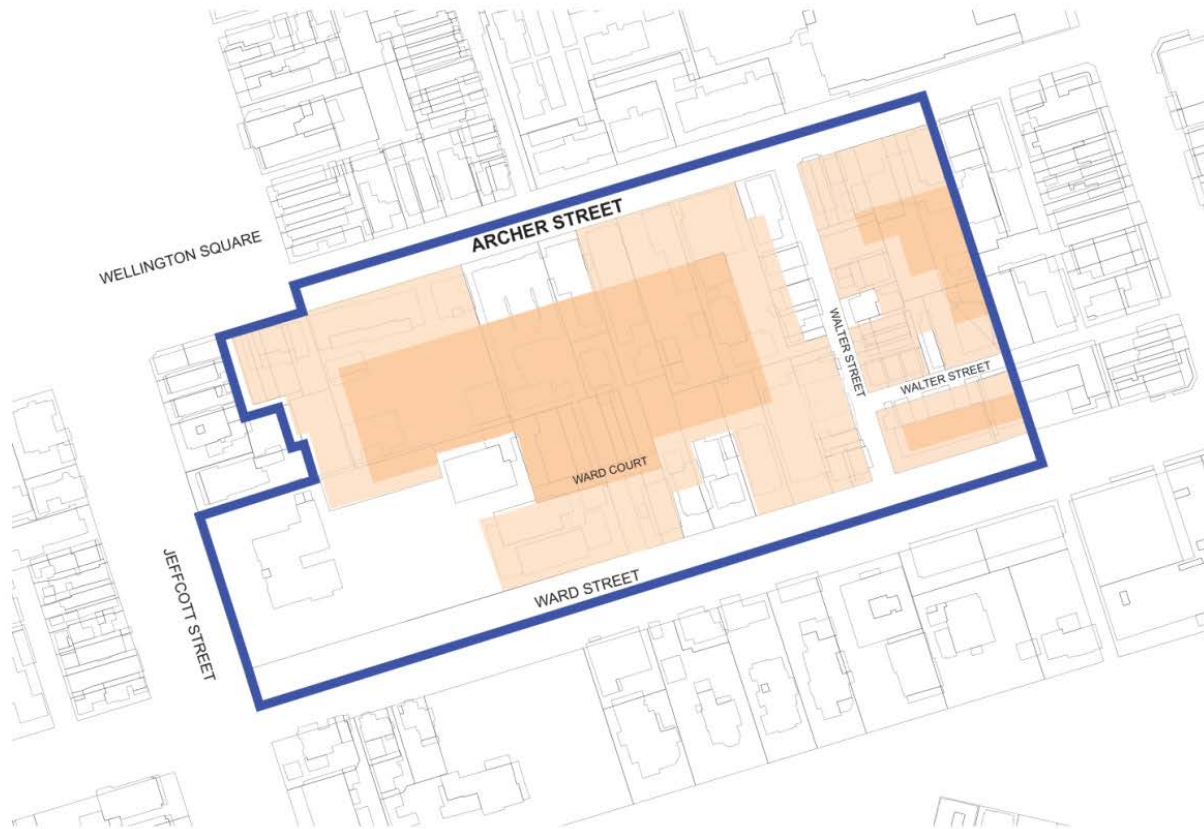 WELLINGTON SQUARE
ARCHER STREET
WALTER STREET
WALTER STREET
WARD COURT
JEFFCOTT STREET
WARD STREET